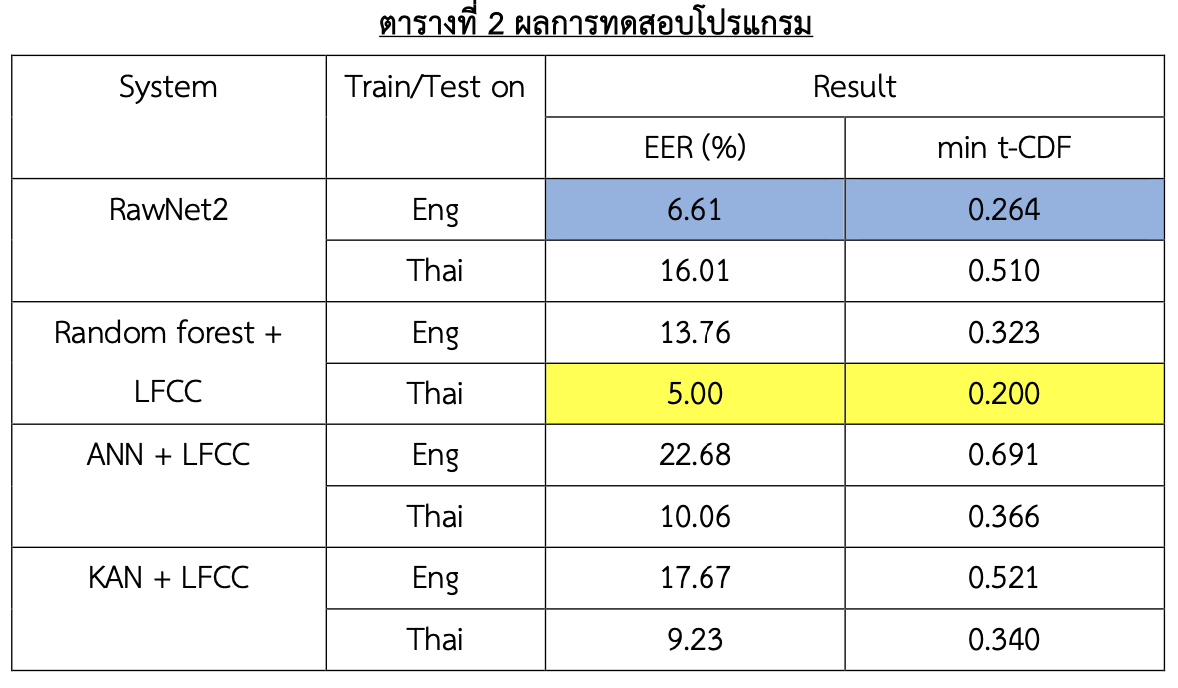 ตารางที่ 2 ผลการทดสอบโปรแกรม
System Train/Test on Result
EER (%) min t-CDF
RawNet2 Eng 6.61 0.264
Thai 16.01 0.510
Random forest + Eng 13.76 0.323
LFCC Thai 5.00 0.200
ANN + LFCC Eng 22.68 0.691
Thai 10.06 0.366
KAN + LFCC Eng 17.67 0.521
Thai 9.23 0.340